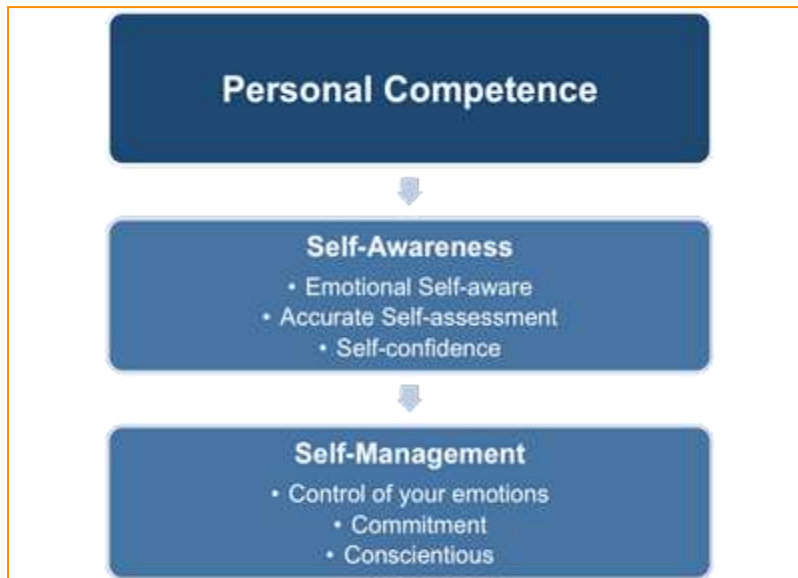 Personal Competence
Self-Awareness
• Emotional Self-aware
• Accurate Self-assessment
• Self-confidence
Self-Management
• Control of your emotions
• Commitment
• Conscientious